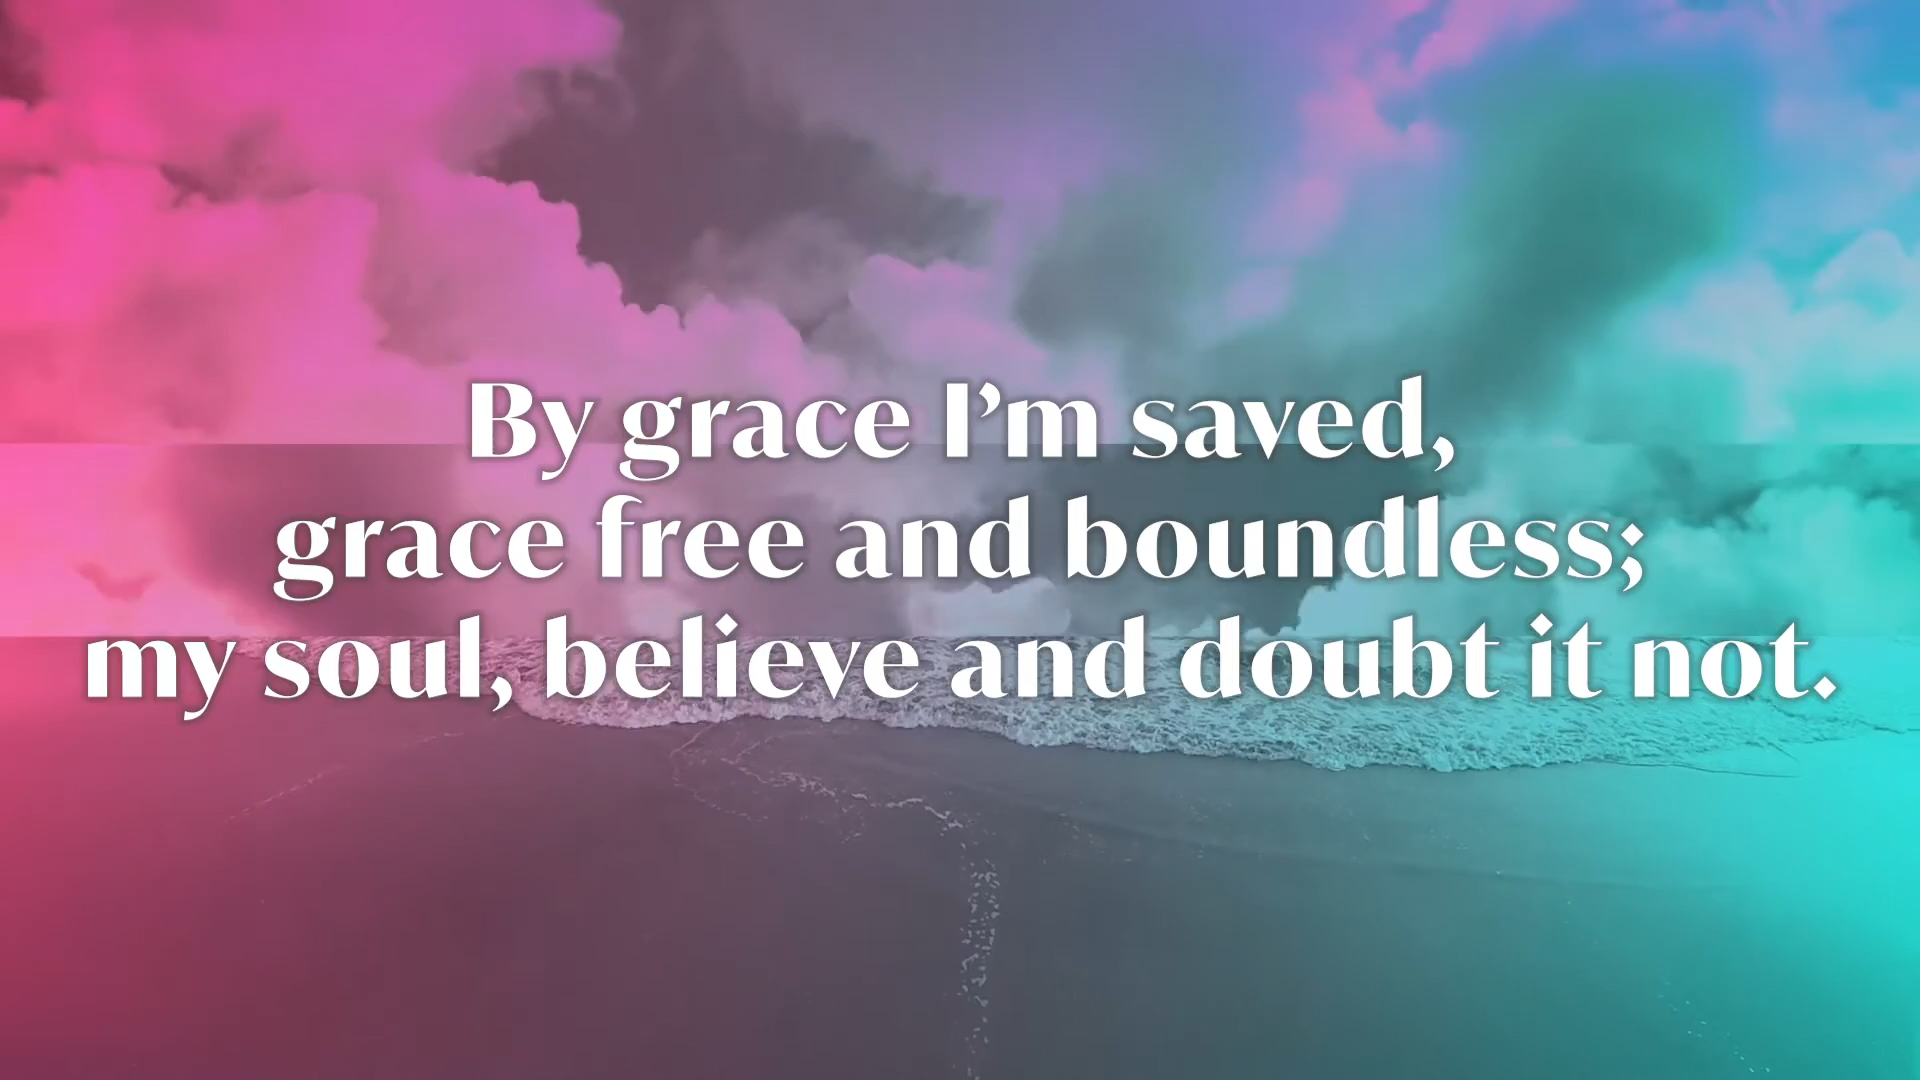 By grace I’m saved,
grace free and boundless;
my soul, believe and doubt it not.